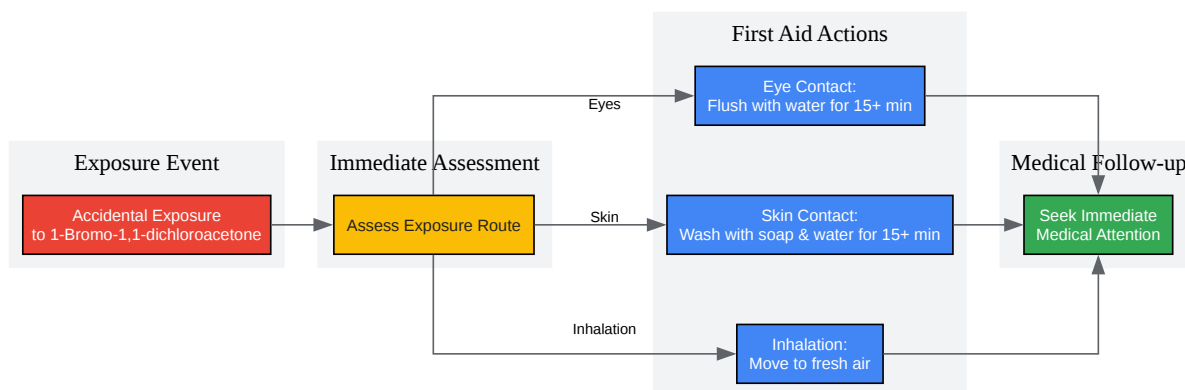 First Aid Actions
Eye Contact:
Flush with water for 15+ min
Eyes
Exposure Event
Immediate Assessment
Medical Follow-up
Accidental Exposure
to 1-Bromo-1,1-dichloroacetone
Assess Exposure Route
Skin
Skin Contact:
Wash with soap & water for 15+ min
Seek Immediate
Medical Attention
Inhalation
Inhalation:
Move to fresh air